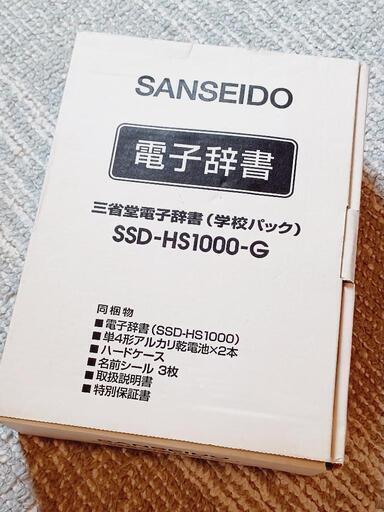 SANSEIDO
電子辞書
三省堂電子辞書(学校パック)
SSD-HS1000-G
同梱物
■電子辞書(SSD-HS1000)
■単4形アルカリ乾電池×2本
■ハードケース
■名前シール 3枚
■取扱説明書
■特別保証書
SANSEIDO